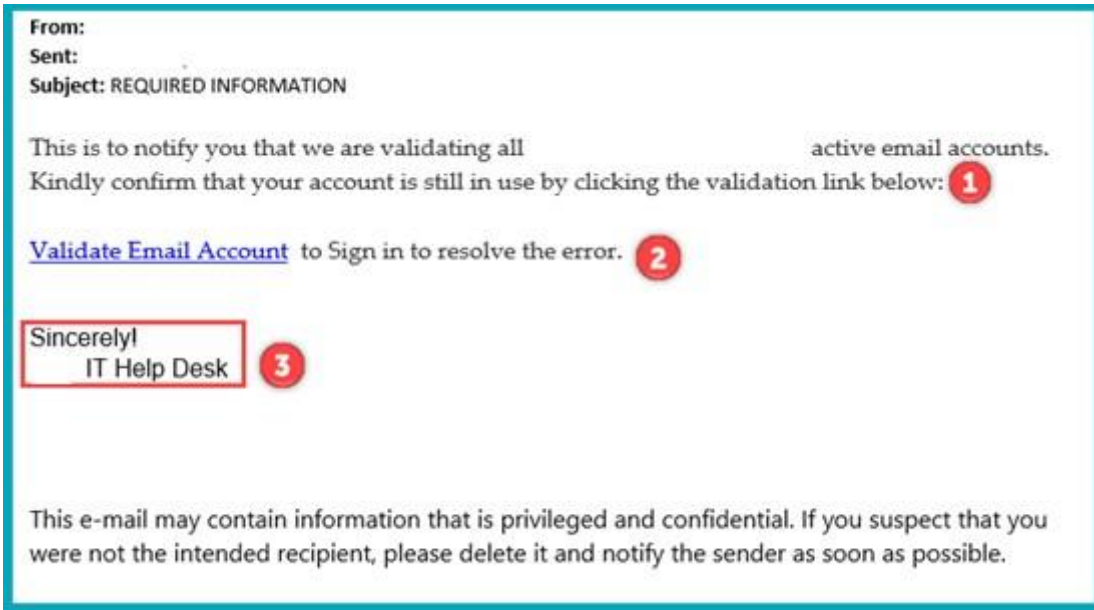 From:
Sent:
Subject: REQUIRED INFORMATION
This is to notify you that we are validating all active email accounts.
Kindly confirm that your account is still in use by clicking the validation link below: 1
Validate Email Account to Sign in to resolve the error. 2
Sincerely!
IT Help Desk 3
This e-mail may contain information that is privileged and confidential. If you suspect that you
were not the intended recipient, please delete it and notify the sender as soon as possible.